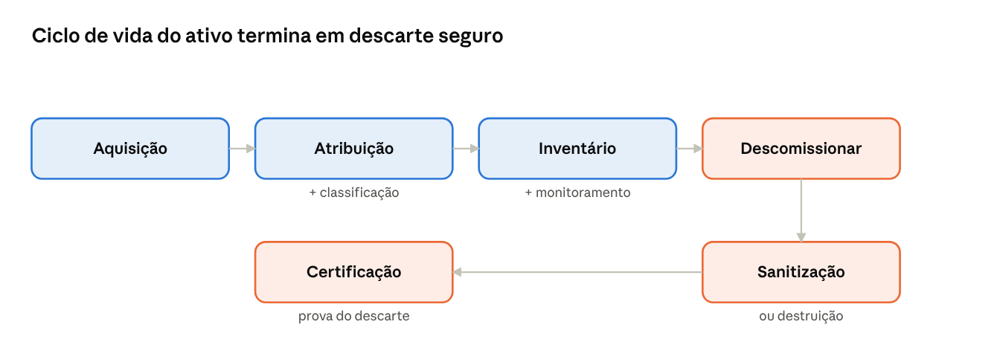 Ciclo de vida do ativo termina em descarte seguro
Aquisição
Atribuição
Inventário
Descomissionar
+ classificação
+ monitoramento
Certificação
Sanitização
prova do descarte
ou destruição